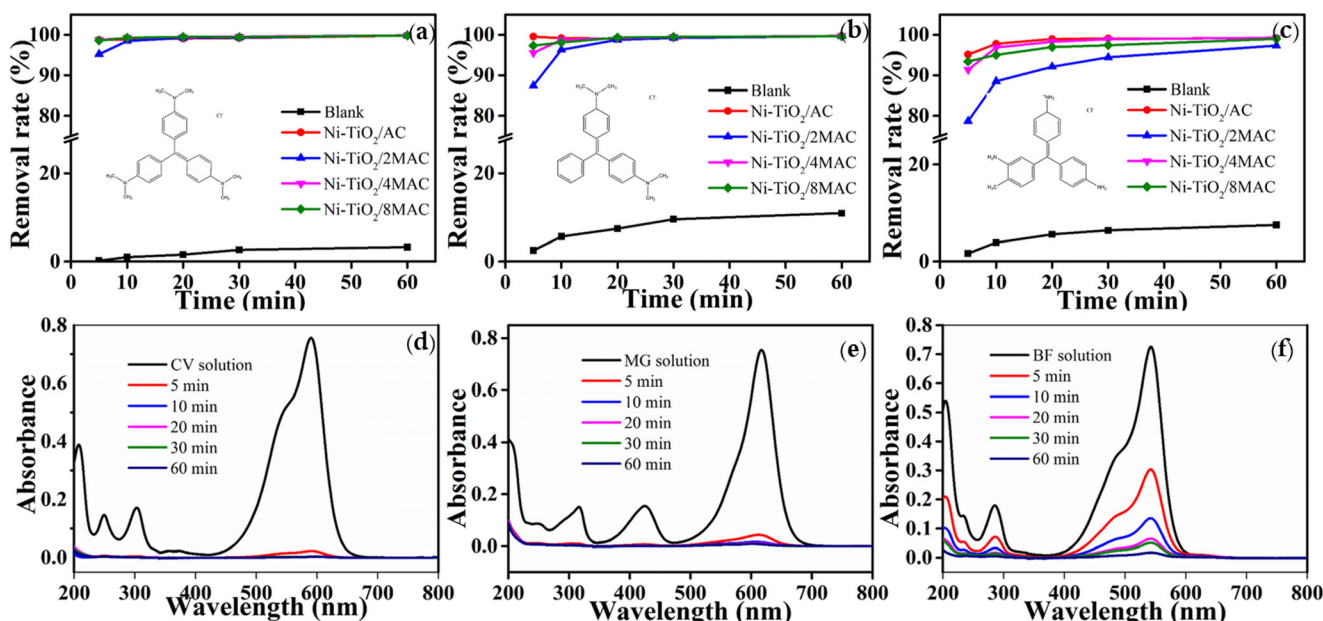 (a)
Removal rate (%)
100
90
80
20
0
Blank
Ni-TiO2/AC
Ni-TiO2/2MAC
Ni-TiO2/4MAC
Ni-TiO2/8MAC
0 10 20 30 40 50 60
Time (min)
(b)
Removal rate (%)
100
90
80
20
0
Blank
Ni-TiO2/AC
Ni-TiO2/2MAC
Ni-TiO2/4MAC
Ni-TiO2/8MAC
0 10 20 30 40 50 60
Time (min)
(c)
Removal rate (%)
100
90
80
20
0
Blank
Ni-TiO2/AC
Ni-TiO2/2MAC
Ni-TiO2/4MAC
Ni-TiO2/8MAC
0 10 20 30 40 50 60
Time (min)
(d)
Absorbance
0.8
0.6
0.4
0.2
0.0
CV solution
5 min
10 min
20 min
30 min
60 min
200 300 400 500 600 700 800
Wavelength (nm)
(e)
Absorbance
0.8
0.6
0.4
0.2
0.0
MG solution
5 min
10 min
20 min
30 min
60 min
200 300 400 500 600 700 800
Wavelength (nm)
(f)
Absorbance
0.8
0.7
0.6
0.5
0.4
0.3
0.2
0.1
0.0
BF solution
5 min
10 min
20 min
30 min
60 min
200 300 400 500 600 700 800
Wavelength (nm)